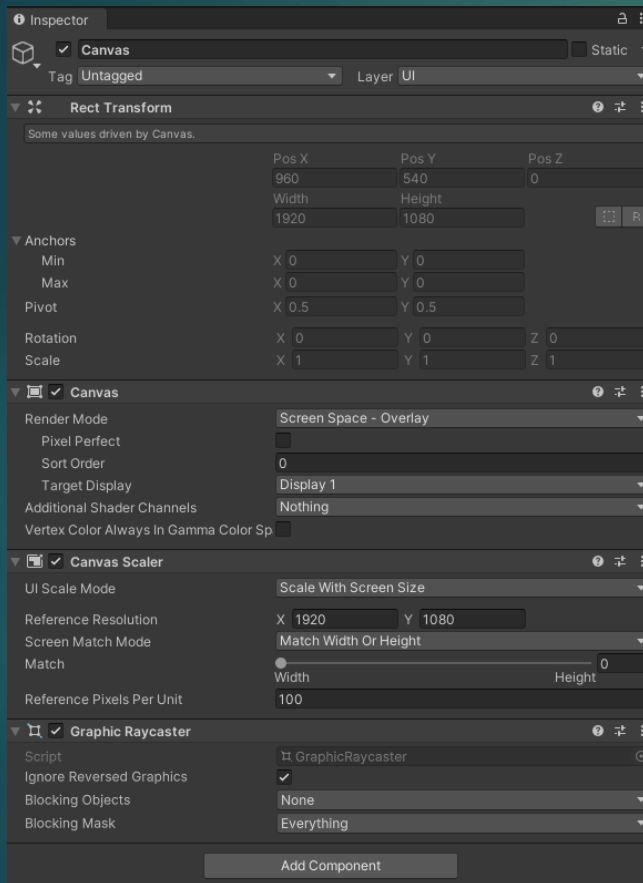 Inspector
Canvas Static
Tag Untagged Layer UI
Rect Transform
Some values driven by Canvas.
Pos X Pos Y Pos Z
960 540 0
Width Height
1920 1080 R
Anchors
Min X 0 Y 0
Max X 0 Y 0
Pivot X 0.5 Y 0.5
Rotation X 0 Y 0 Z 0
Scale X 1 Y 1 Z 1
Canvas
Render Mode Screen Space - Overlay
Pixel Perfect
Sort Order 0
Target Display Display 1
Additional Shader Channels Nothing
Vertex Color Always In Gamma Color Sp
Canvas Scaler
UI Scale Mode Scale With Screen Size
Reference Resolution X 1920 Y 1080
Screen Match Mode Match Width Or Height
Match 0
Width Height
Reference Pixels Per Unit 100
Graphic Raycaster
Script GraphicRaycaster
Ignore Reversed Graphics
Blocking Objects None
Blocking Mask Everything
Add Component